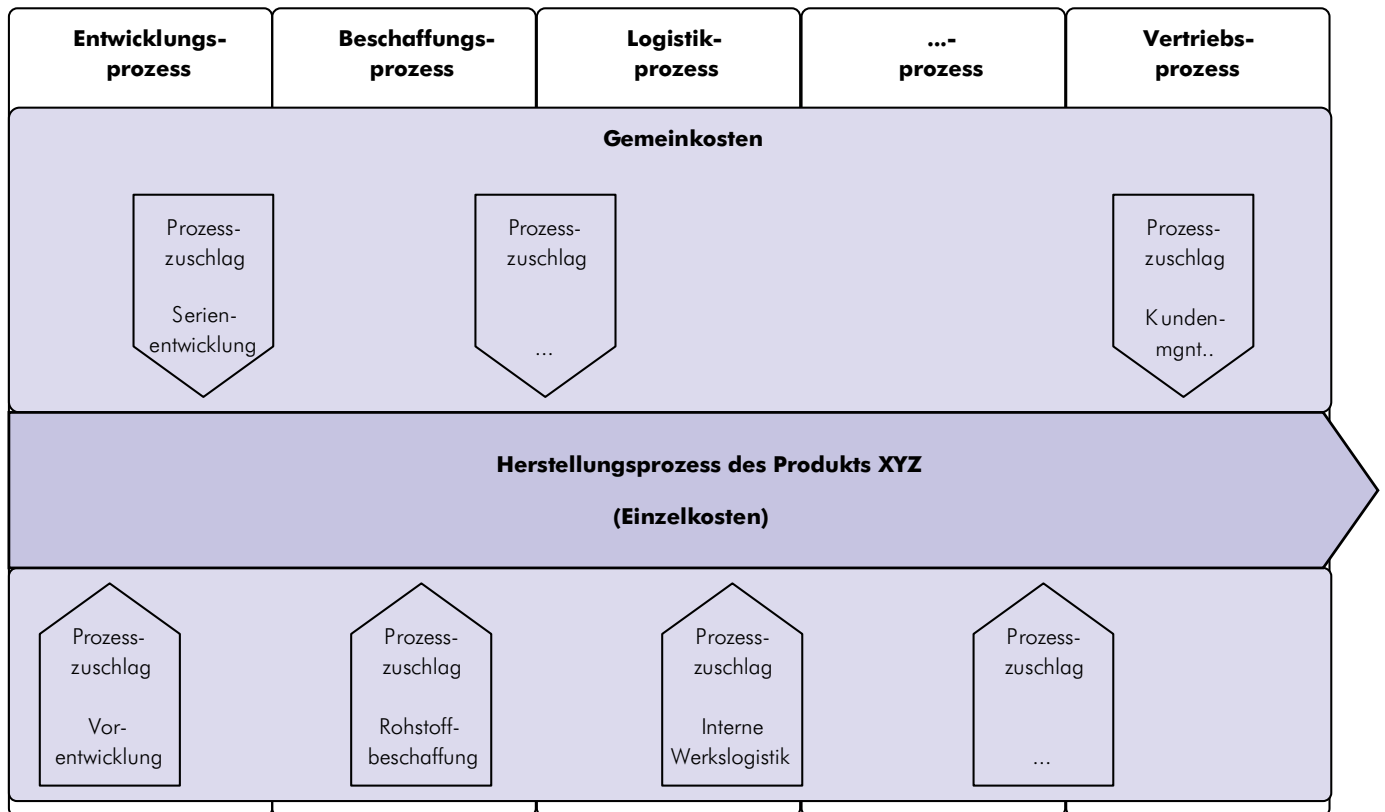 Entwicklungs-
prozess
Beschaffungs-
prozess
Logistik-
prozess
...-
prozess
Vertriebs-
prozess
Gemeinkosten
Prozess-
zuschlag
Serien-
entwicklung
Prozess-
zuschlag
...
Prozess-
zuschlag
Kunden-
mgnt..
Herstellungsprozess des Produkts XYZ
(Einzelkosten)
Prozess-
zuschlag
Vor-
entwicklung
Prozess-
zuschlag
Rohstoff-
beschaffung
Prozess-
zuschlag
Interne
Werkslogistik
Prozess-
zuschlag
...